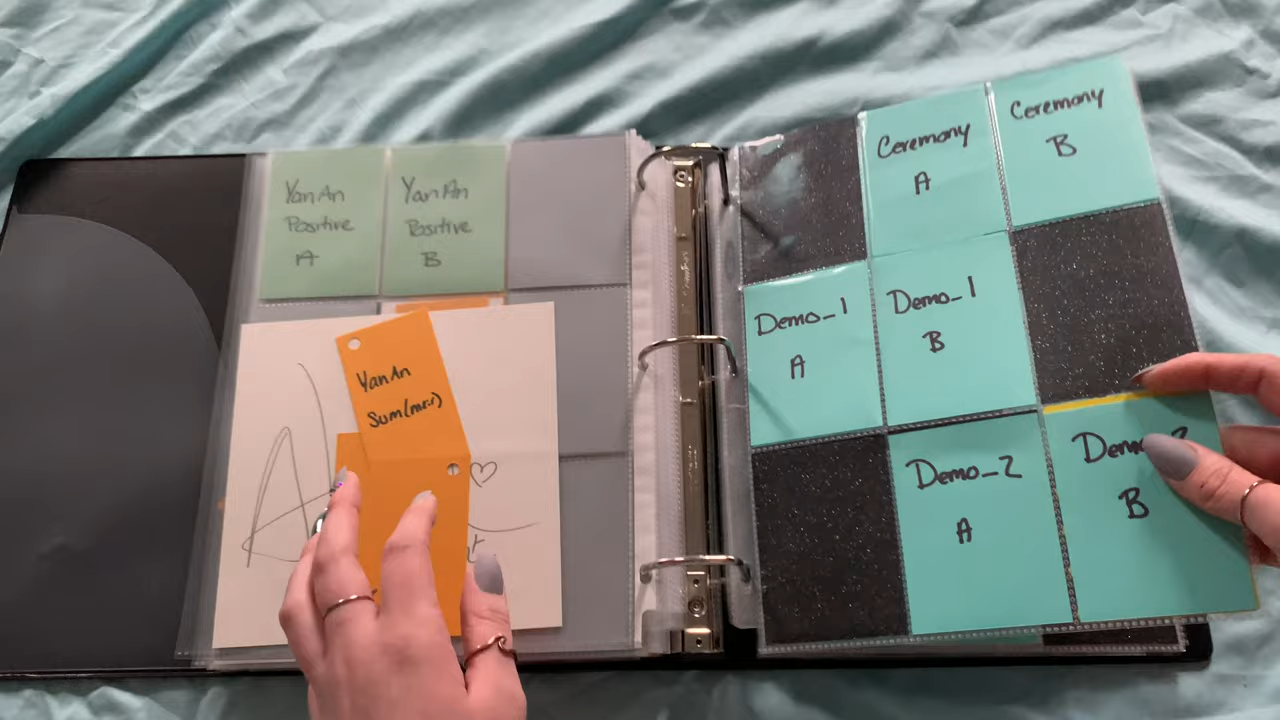 YanAn
Positive
A
YanAn
Positive
B
YanAn
Sum(mer)
Ceremony
A
Ceremony
B
Demo_1
A
Demo_1
B
Demo_2
A
B